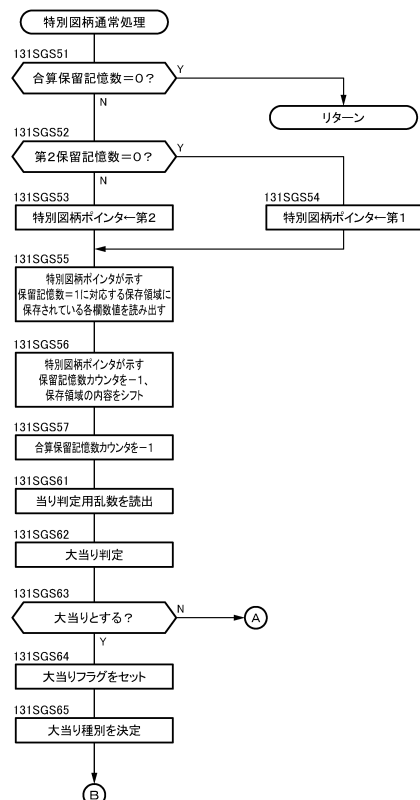 特別図柄通常処理
131SGS51
合算保留記憶数=0?
Y
N
リターン
131SGS52
第2保留記憶数=0?
Y
N
131SGS53
特別図柄ポインタ←第2
131SGS54
特別図柄ポインタ←第1
131SGS55
特別図柄ポインタが示す
保留記憶数=1に対応する保存領域に
保存されている各欄数値を読み出す
131SGS56
特別図柄ポインタが示す
保留記憶数カウンタを-1、
保存領域の内容をシフト
131SGS57
合算保留記憶数カウンタを-1
131SGS61
当り判定用乱数を読出
131SGS62
大当り判定
131SGS63
大当りとする?
N
A
Y
131SGS64
大当りフラグをセット
131SGS65
大当り種別を決定
B